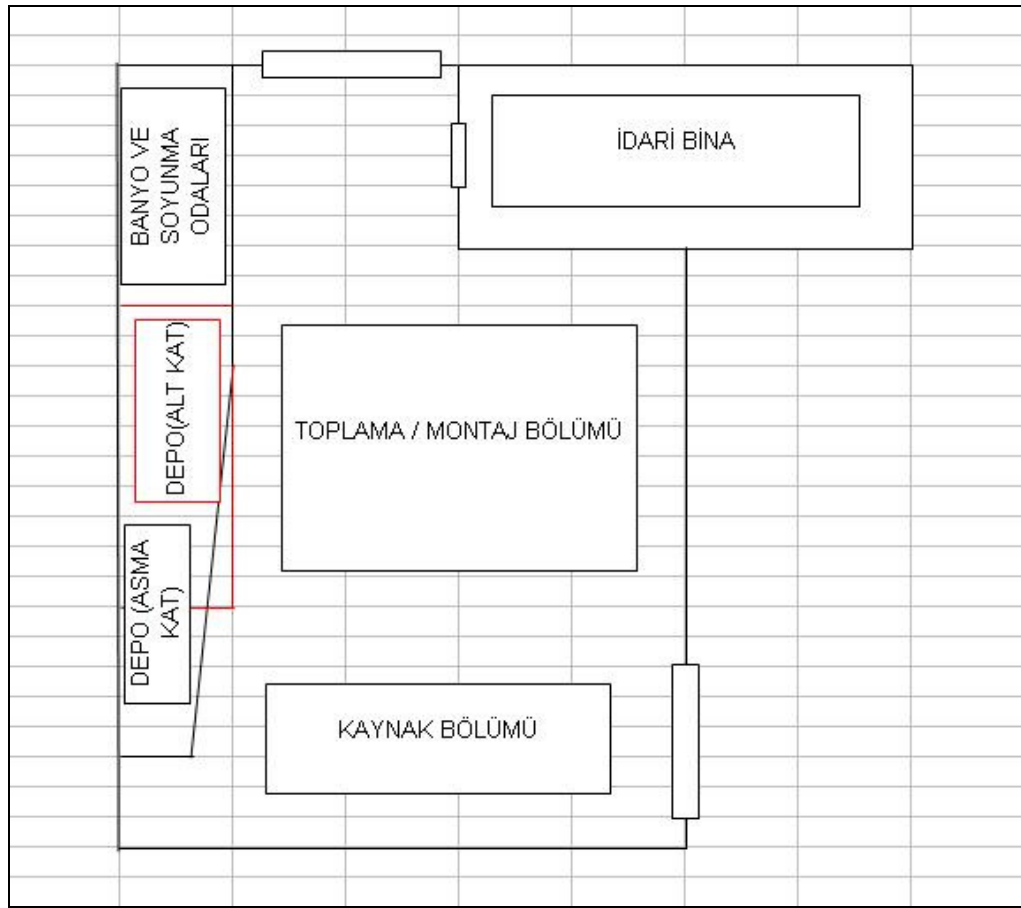 BANYO VE
SOYUNMA
ODALARI
İDARİ BİNA
DEPO(ALT KAT)
TOPLAMA / MONTAJ BÖLÜMÜ
DEPO (ASMA
KAT)
KAYNAK BÖLÜMÜ